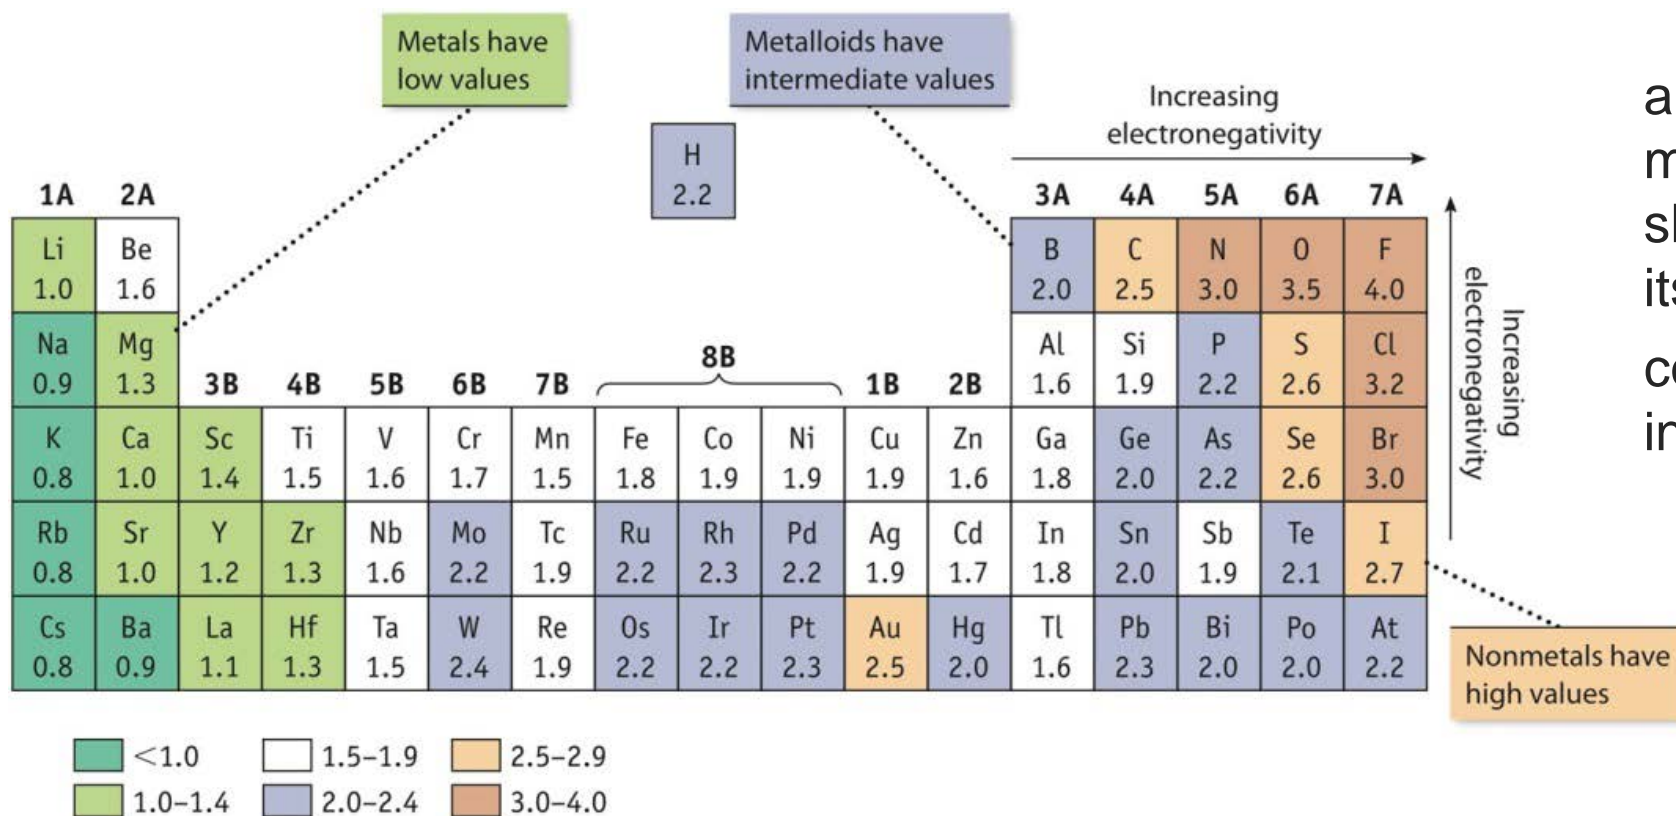 Metals have
low values
Metalloids have
intermediate values
Increasing
electronegativity
H
2.2
1A 2A 3A 4A 5A 6A 7A
Li Be B C N O F
1.0 1.6 2.0 2.5 3.0 3.5 4.0
Na Mg Al Si P S Cl
0.9 1.3 1.6 1.9 2.2 2.6 3.2
3B 4B 5B 6B 7B 8B 1B 2B
K Ca Sc Ti V Cr Mn Fe Co Ni Cu Zn Ga Ge As Se Br
0.8 1.0 1.4 1.5 1.6 1.7 1.5 1.8 1.9 1.9 1.9 1.6 1.8 2.0 2.2 2.6 3.0
Rb Sr Y Zr Nb Mo Tc Ru Rh Pd Ag Cd In Sn Sb Te I
0.8 1.0 1.2 1.3 1.6 2.2 1.9 2.2 2.3 2.2 1.9 1.7 1.8 2.0 1.9 2.1 2.7
Cs Ba La Hf Ta W Re Os Ir Pt Au Hg Tl Pb Bi Po At
0.8 0.9 1.1 1.3 1.5 2.4 1.9 2.2 2.2 2.3 2.5 2.0 1.6 2.3 2.0 2.0 2.2
Increasing
electronegativity
Nonmetals have
high values
<1.0 1.5–1.9 2.5–2.9
1.0–1.4 2.0–2.4 3.0–4.0